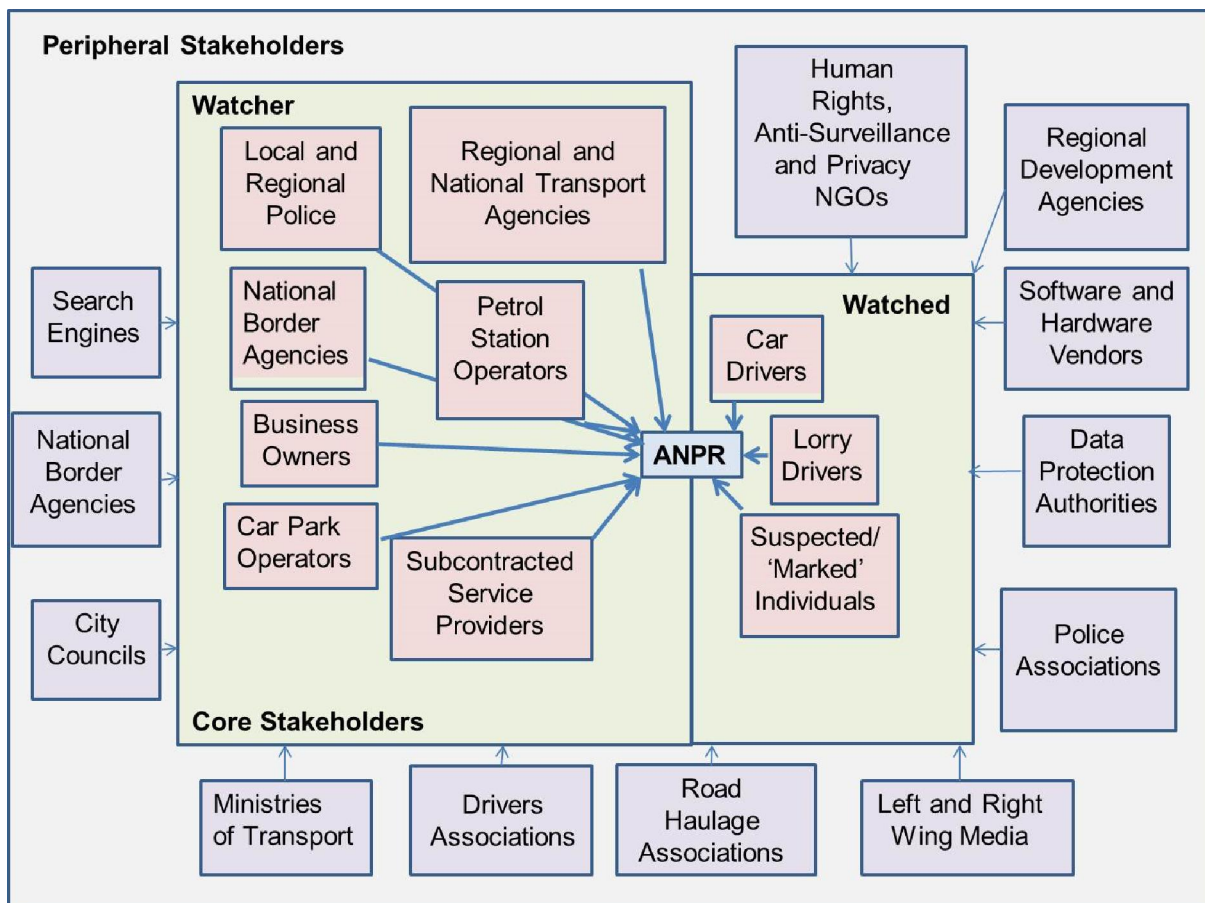 Peripheral Stakeholders
Watcher
Local and
Regional
Police
Regional and
National Transport
Agencies
Human
Rights,
Anti-Surveillance
and Privacy
NGOs
Regional
Development
Agencies
Search
Engines
National
Border
Agencies
Petrol
Station
Operators
Watched
Car
Drivers
Software and
Hardware
Vendors
National
Border
Agencies
Business
Owners
ANPR
Lorry
Drivers
Data
Protection
Authorities
Car Park
Operators
Subcontracted
Service
Providers
Suspected/
‘Marked’
Individuals
City
Councils
Police
Associations
Core Stakeholders
Ministries
of Transport
Drivers
Associations
Road
Haulage
Associations
Left and Right
Wing Media